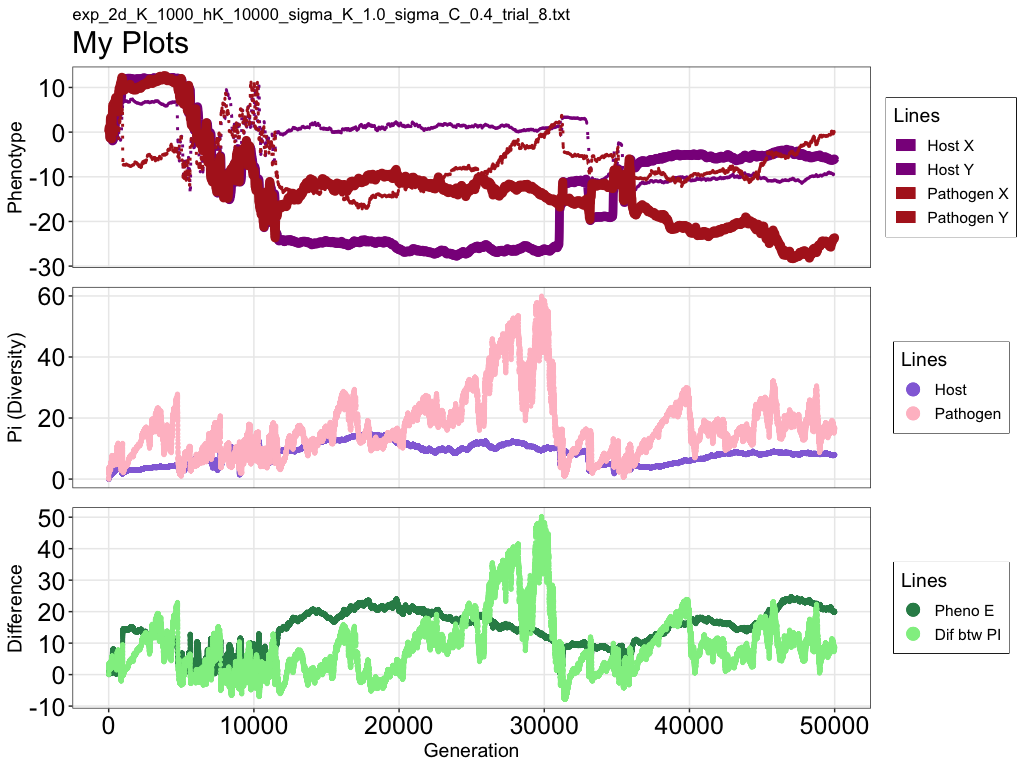 exp_2d_K_1000_hK_10000_sigma_K_1.0_sigma_C_0.4_trial_8.txt
My Plots
Phenotype
10
0
-10
-20
-30
Lines
Host X
Host Y
Pathogen X
Pathogen Y
Pi (Diversity)
60
40
20
0
Lines
Host
Pathogen
Difference
50
40
30
20
10
0
-10
Lines
Pheno E
Dif btw PI
0 10000 20000 30000 40000 50000
Generation